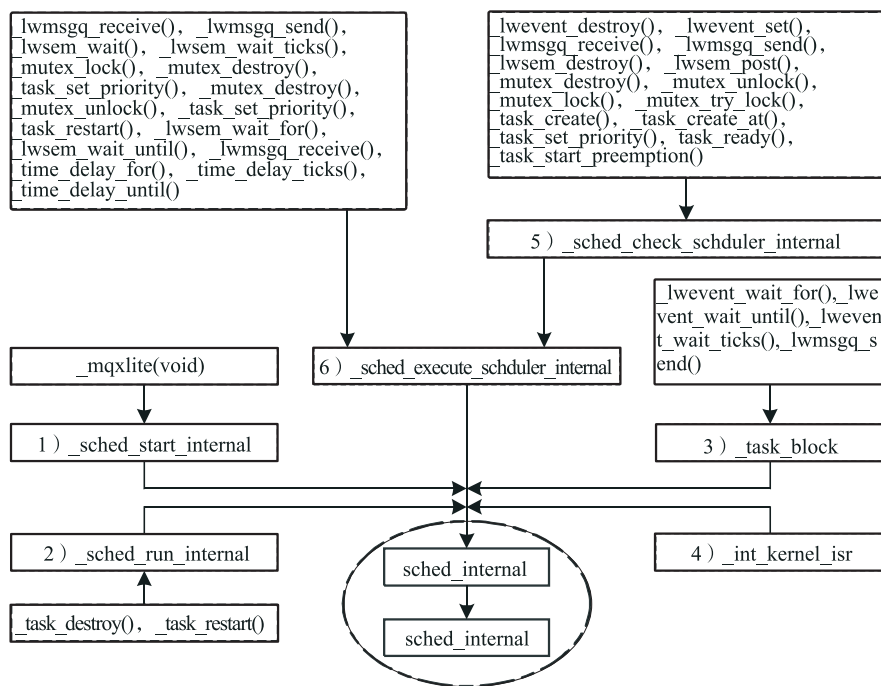 _lwmsgq_receive(), _lwmsgq_send(),
_lwsem_wait(), _lwsem_wait_ticks(),
_mutex_lock(), _mutex_destroy(),
_task_set_priority(), _mutex_destroy(),
_mutex_unlock(), _task_set_priority(),
_task_restart(), _lwsem_wait_for(),
_lwsem_wait_until(), _lwmsgq_receive(),
_time_delay_for(), _time_delay_ticks(),
_time_delay_until()
_lwevent_destroy(), _lwevent_set(),
_lwmsgq_receive(), _lwmsgq_send(),
_lwsem_destroy(), _lwsem_post(),
_mutex_destroy(), _mutex_unlock(),
_mutex_lock(), _mutex_try_lock(),
_task_create(), _task_create_at(),
_task_set_priority(), _task_ready(),
_task_start_preemption()
5）_sched_check_schduler_internal
_lwevent_wait_for(),_lwe
vent_wait_until(),_lweven
t_wait_ticks(),_lwmsgq_s
end()
_mqxlite(void)
6）_sched_execute_schduler_internal
1）_sched_start_internal
3）_task_block
2）_sched_run_internal
sched_internal
4）_int_kernel_isr
_task_destroy(), _task_restart()
sched_internal